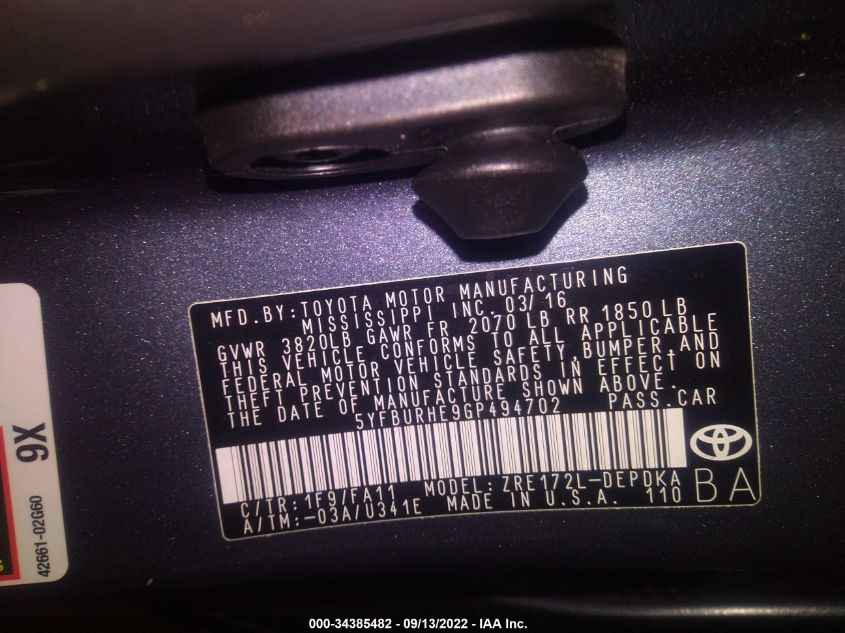 MFD.BY:TOYOTA MOTOR MANUFACTURING
MISSISSIPPI INC. 03/16
GVWR 3820LB GAWR FR 2070 LB RR 1850 LB
THIS VEHICLE CONFORMS TO ALL APPLICABLE
FEDERAL MOTOR VEHICLE SAFETY,BUMPER AND
THEFT PREVENTION STANDARDS IN EFFECT ON
THE DATE OF MANUFACTURE SHOWN ABOVE.
5YFBURHE9GP494702 PASS.CAR
C/TR:1F9/FA11 MODEL:ZRE172L-DEPDKA
A/TM:-03A/U341E MADE IN U.S.A. 110
BA
9X
42661-02G60
000-34385482 - 09/13/2022 - IAA Inc.